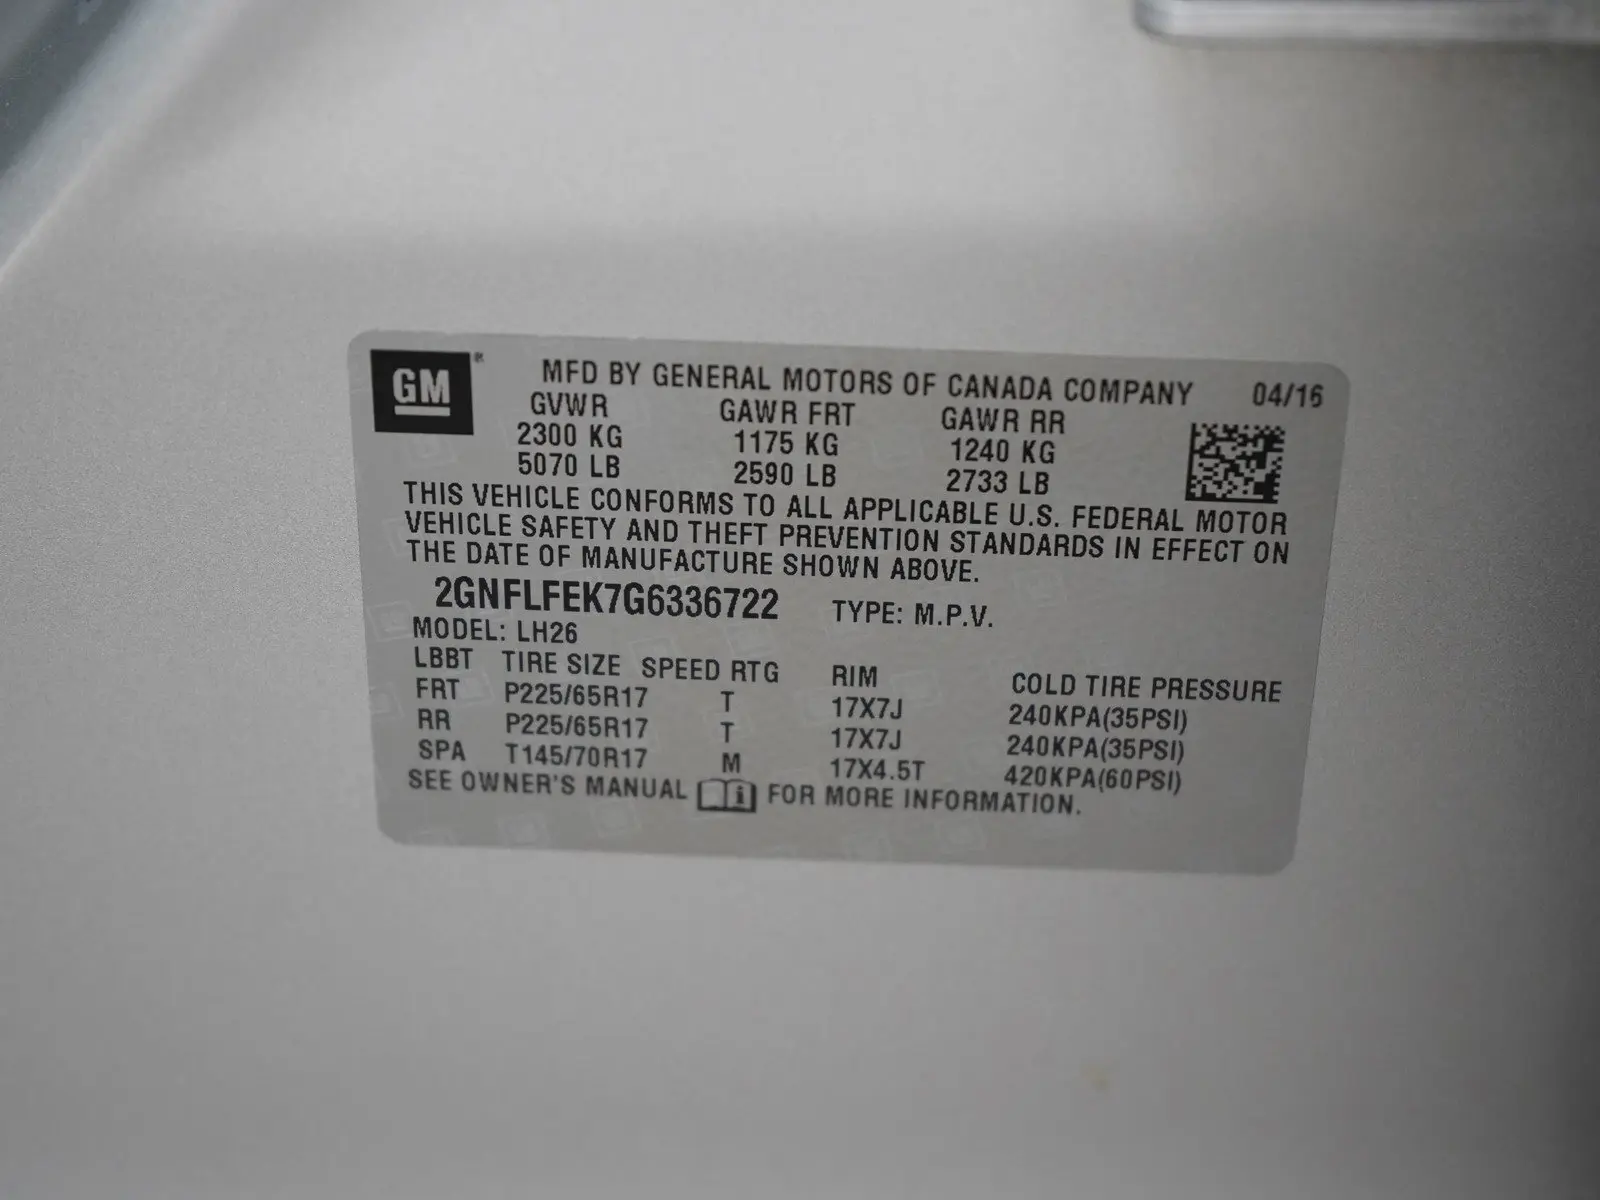 GM ® MFD BY GENERAL MOTORS OF CANADA COMPANY 04/16
GVWR GAWR FRT GAWR RR
2300 KG 1175 KG 1240 KG
5070 LB 2590 LB 2733 LB
THIS VEHICLE CONFORMS TO ALL APPLICABLE U.S. FEDERAL MOTOR
VEHICLE SAFETY AND THEFT PREVENTION STANDARDS IN EFFECT ON
THE DATE OF MANUFACTURE SHOWN ABOVE.
2GNFLFEK7G6336722 TYPE: M.P.V.
MODEL: LH26
LBBT TIRE SIZE SPEED RTG RIM COLD TIRE PRESSURE
FRT P225/65R17 T 17X7J 240KPA(35PSI)
RR P225/65R17 T 17X7J 240KPA(35PSI)
SPA T145/70R17 M 17X4.5T 420KPA(60PSI)
SEE OWNER'S MANUAL i FOR MORE INFORMATION.